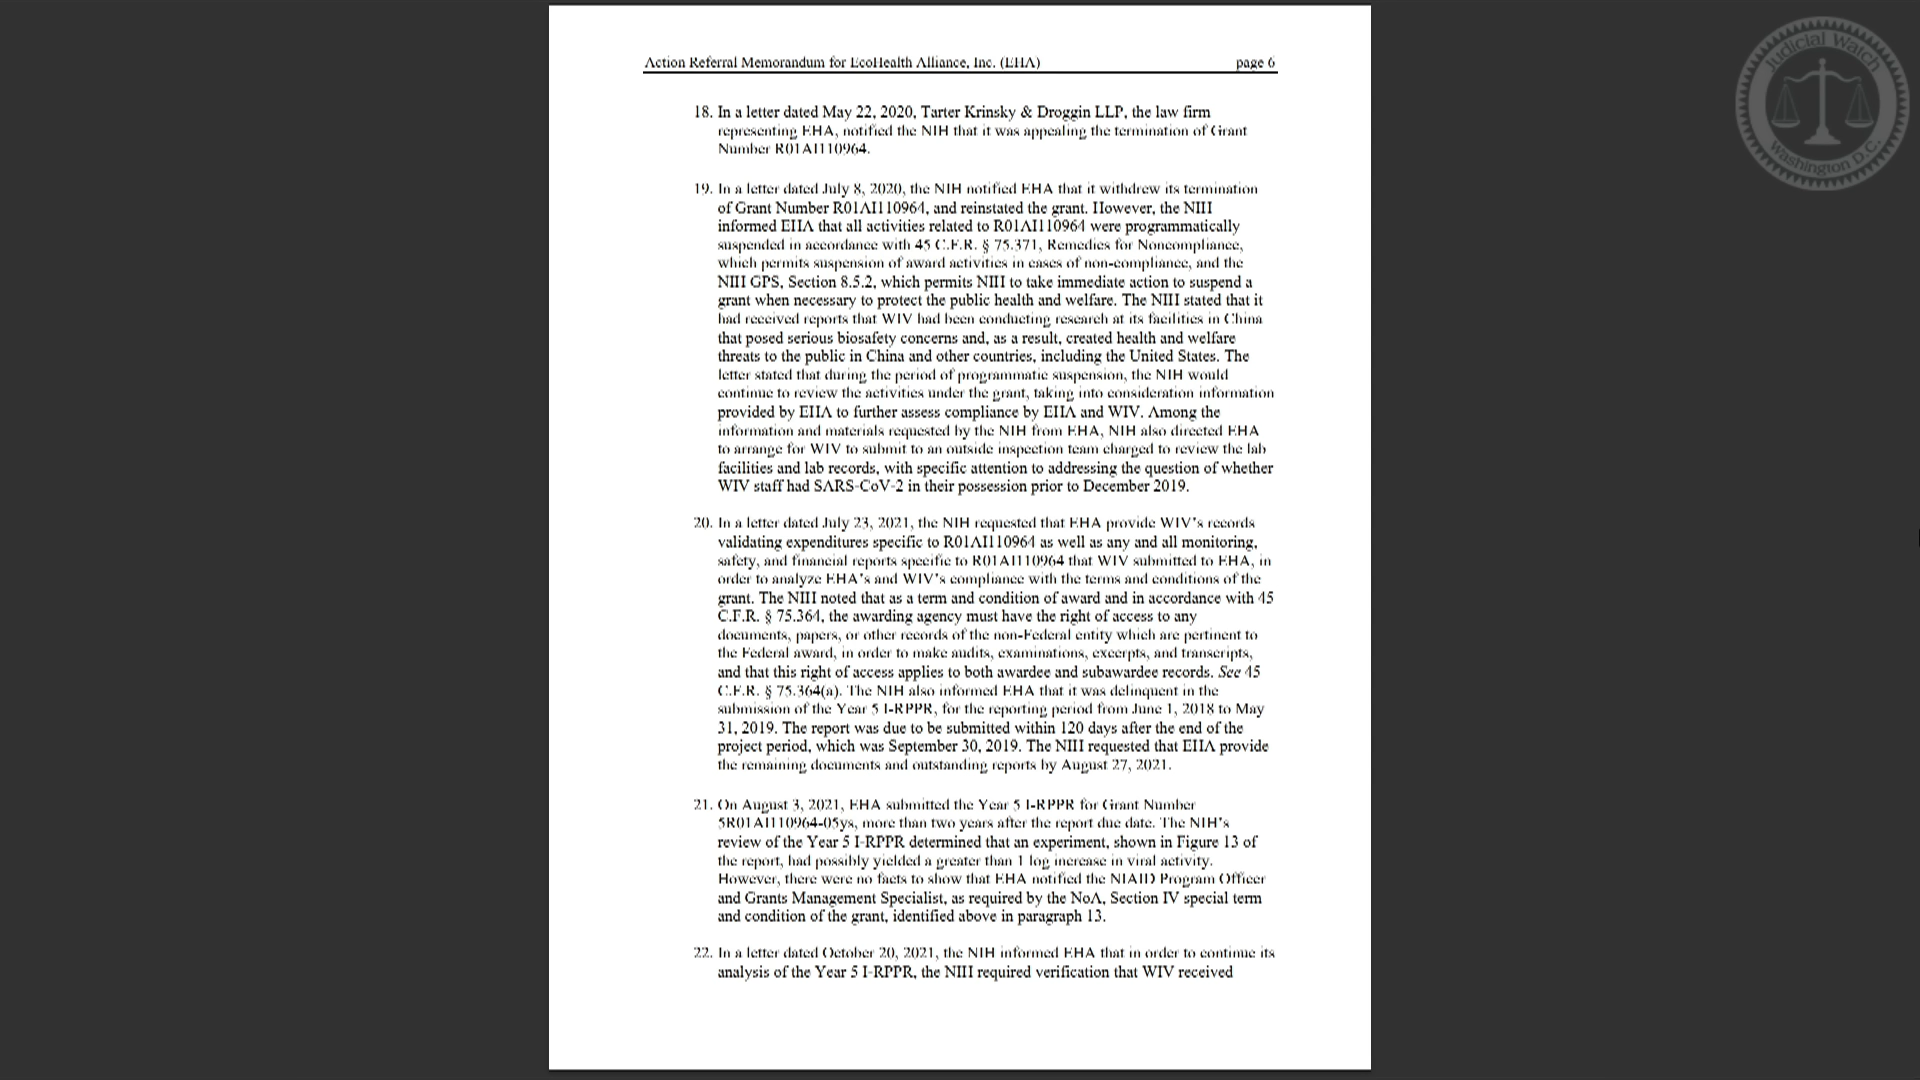 Action Referral Memorandum for EcoHealth Alliance, Inc. (EHA) page 6
18. In a letter dated May 22, 2020, Tarter Krinsky & Droggin LLP, the law firm
representing EHA, notified the NIH that it was appealing the termination of Grant
Number R01AI110964.
19. In a letter dated July 8, 2020, the NIH notified EHA that it withdrew its termination
of Grant Number R01AI110964, and reinstated the grant. However, the NIH
informed EHA that all activities related to R01AI110964 were programmatically
suspended in accordance with 45 C.F.R. § 75.371, Remedies for Noncompliance,
which permits suspension of award activities in cases of non-compliance, and the
NIH GPS, Section 8.5.2, which permits NIH to take immediate action to suspend a
grant when necessary to protect the public health and welfare. The NIH stated that it
had received reports that WIV had been conducting research at its facilities in China
that posed serious biosafety concerns and, as a result, created health and welfare
threats to the public in China and other countries, including the United States. The
letter stated that during the period of programmatic suspension, the NIH would
continue to review the activities under the grant, taking into consideration information
provided by EHA to further assess compliance by EHA and WIV. Among the
information and materials requested by the NIH from EHA, NIH also directed EHA
to arrange for WIV to submit to an outside inspection team charged to review the lab
facilities and lab records, with specific attention to addressing the question of whether
WIV staff had SARS-CoV-2 in their possession prior to December 2019.
20. In a letter dated July 23, 2021, the NIH requested that EHA provide WIV's records
validating expenditures specific to R01AI110964 as well as any and all monitoring,
safety, and financial reports specific to R01AI110964 that WIV submitted to EHA, in
order to analyze EHA's and WIV's compliance with the terms and conditions of the
grant. The NIH noted that as a term and condition of award and in accordance with 45
C.F.R. § 75.364, the awarding agency must have the right of access to any
documents, papers, or other records of the non-Federal entity which are pertinent to
the Federal award, in order to make audits, examinations, excerpts, and transcripts,
and that this right of access applies to both awardee and subawardee records. See 45
C.F.R. § 75.364(a). The NIH also informed EHA that it was delinquent in the
submission of the Year 5 I-RPPR, for the reporting period from June 1, 2018 to May
31, 2019. The report was due to be submitted within 120 days after the end of the
project period, which was September 30, 2019. The NIH requested that EHA provide
the remaining documents and outstanding reports by August 27, 2021.
21. On August 3, 2021, EHA submitted the Year 5 I-RPPR for Grant Number
5R01AI110964-05ys, more than two years after the report due date. The NIH's
review of the Year 5 I-RPPR determined that an experiment, shown in Figure 13 of
the report, had possibly yielded a greater than 1 log increase in viral activity.
However, there were no facts to show that EHA notified the NIAID Program Officer
and Grants Management Specialist, as required by the NoA, Section IV special term
and condition of the grant, identified above in paragraph 13.
22. In a letter dated October 20, 2021, the NIH informed EHA that in order to continue its
analysis of the Year 5 I-RPPR, the NIH required verification that WIV received
Judicial Watch
Washington D.C.